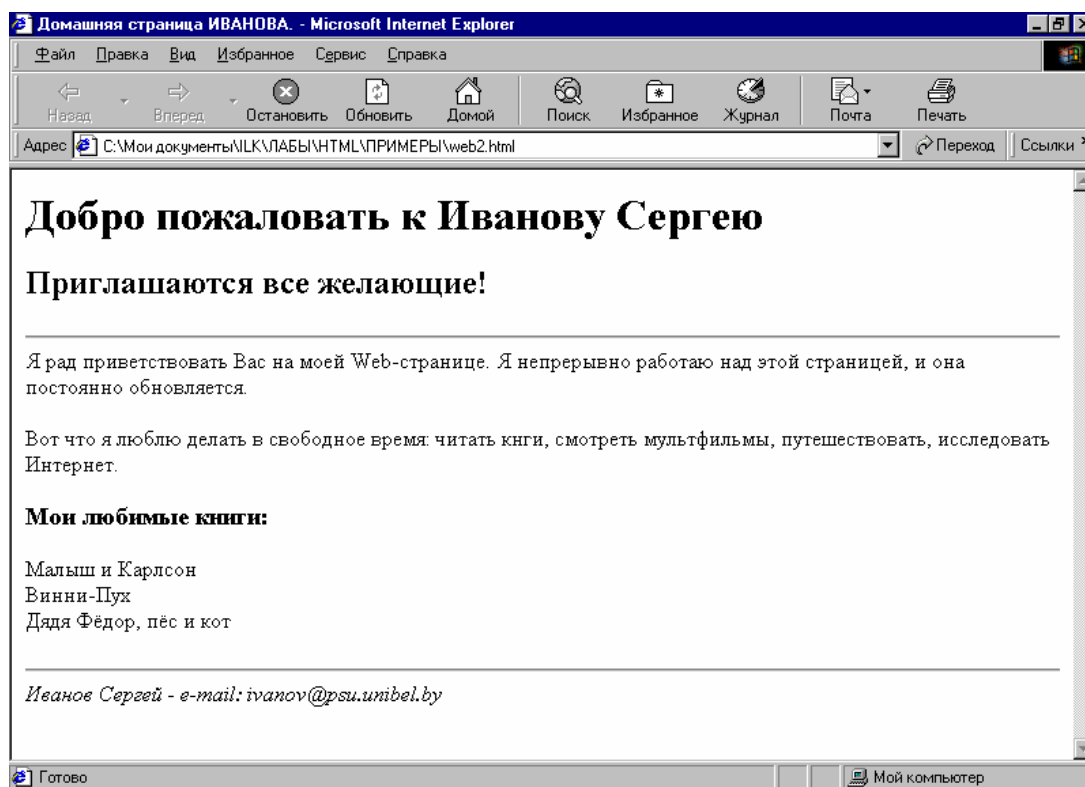 Домашняя страница ИВАНОВА. - Microsoft Internet Explorer
Файл Правка Вид Избранное Сервис Справка
Назад Вперед Остановить Обновить Домой Поиск Избранное Журнал Почта Печать
Адрес C:\Мои документы\ILK\ЛАБЫ\HTML\ПРИМЕРЫ\web2.html Переход Ссылки
Добро пожаловать к Иванову Сергею
Приглашаются все желающие!
Я рад приветствовать Вас на моей Web-странице. Я непрерывно работаю над этой страницей, и она
постоянно обновляется.
Вот что я люблю делать в свободное время: читать кнги, смотреть мультфильмы, путешествовать, исследовать
Интернет.
Мои любимые книги:
Малыш и Карлсон
Винни-Пух
Дядя Фёдор, пёс и кот
Иванов Сергей - e-mail: ivanov@psu.unibel.by
Готово Мой компьютер